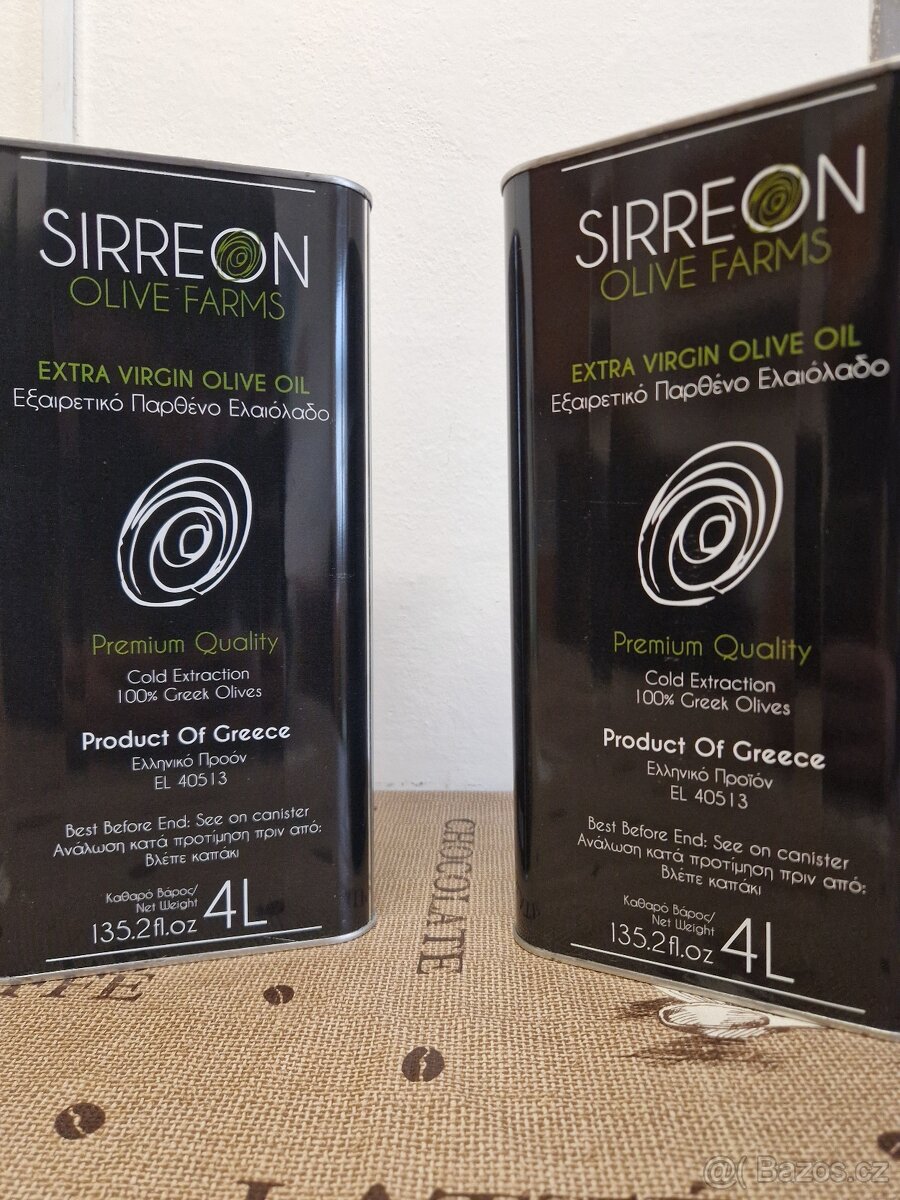 SIRREON
OLIVE FARMS
EXTRA VIRGIN OLIVE OIL
Εξαιρετικό Παρθένο Ελαιόλαδο
Premium Quality
Cold Extraction
100% Greek Olives
Product Of Greece
Ελληνικό Προόν
EL 40513
Best Before End: See on canister
Ανάλωση κατά προτίμηση πριν από:
Βλέπε καπάκι
Καθαρό Βάρος/
Net Weight
135.2fl.oz 4L
SIRREON
OLIVE FARMS
EXTRA VIRGIN OLIVE OIL
Εξαιρετικό Παρθένο Ελαιόλαδο
Premium Quality
Cold Extraction
100% Greek Olives
Product Of Greece
Ελληνικό Προϊόν
EL 40513
Best Before End: See on canister
Ανάλωση κατά προτίμηση πριν από:
Βλέπε καπάκι
Καθαρό Βάρος/
Net Weight
135.2fl.oz 4L
CHOCOLATE
@( Bazos.cz